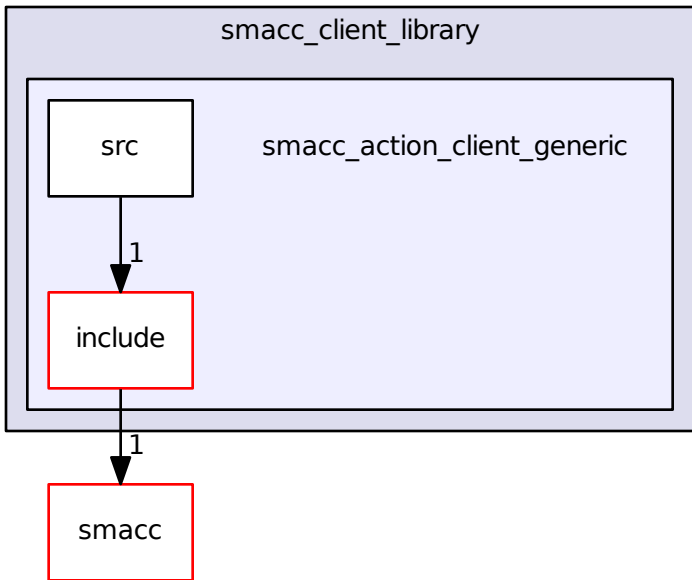 smacc_client_library
src
smacc_action_client_generic
1
include
1
smacc